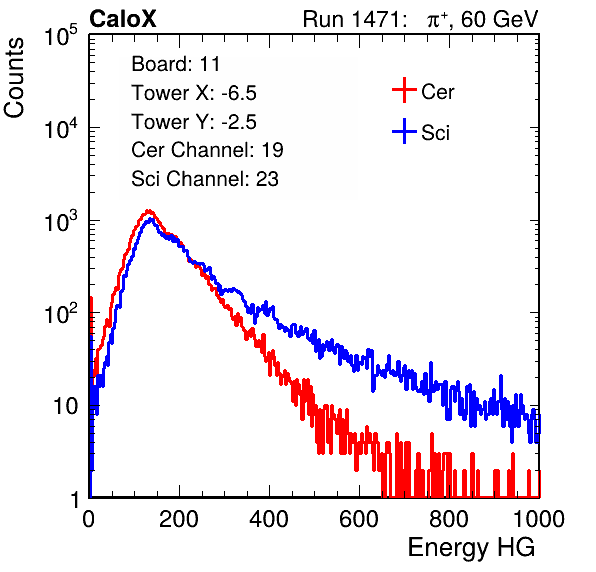 CaloX Run 1471: π⁺, 60 GeV
Counts
10⁵
10⁴
10³
10²
10
1
Board: 11
Tower X: -6.5
Tower Y: -2.5
Cer Channel: 19
Sci Channel: 23
Cer
Sci
0 200 400 600 800 1000
Energy HG